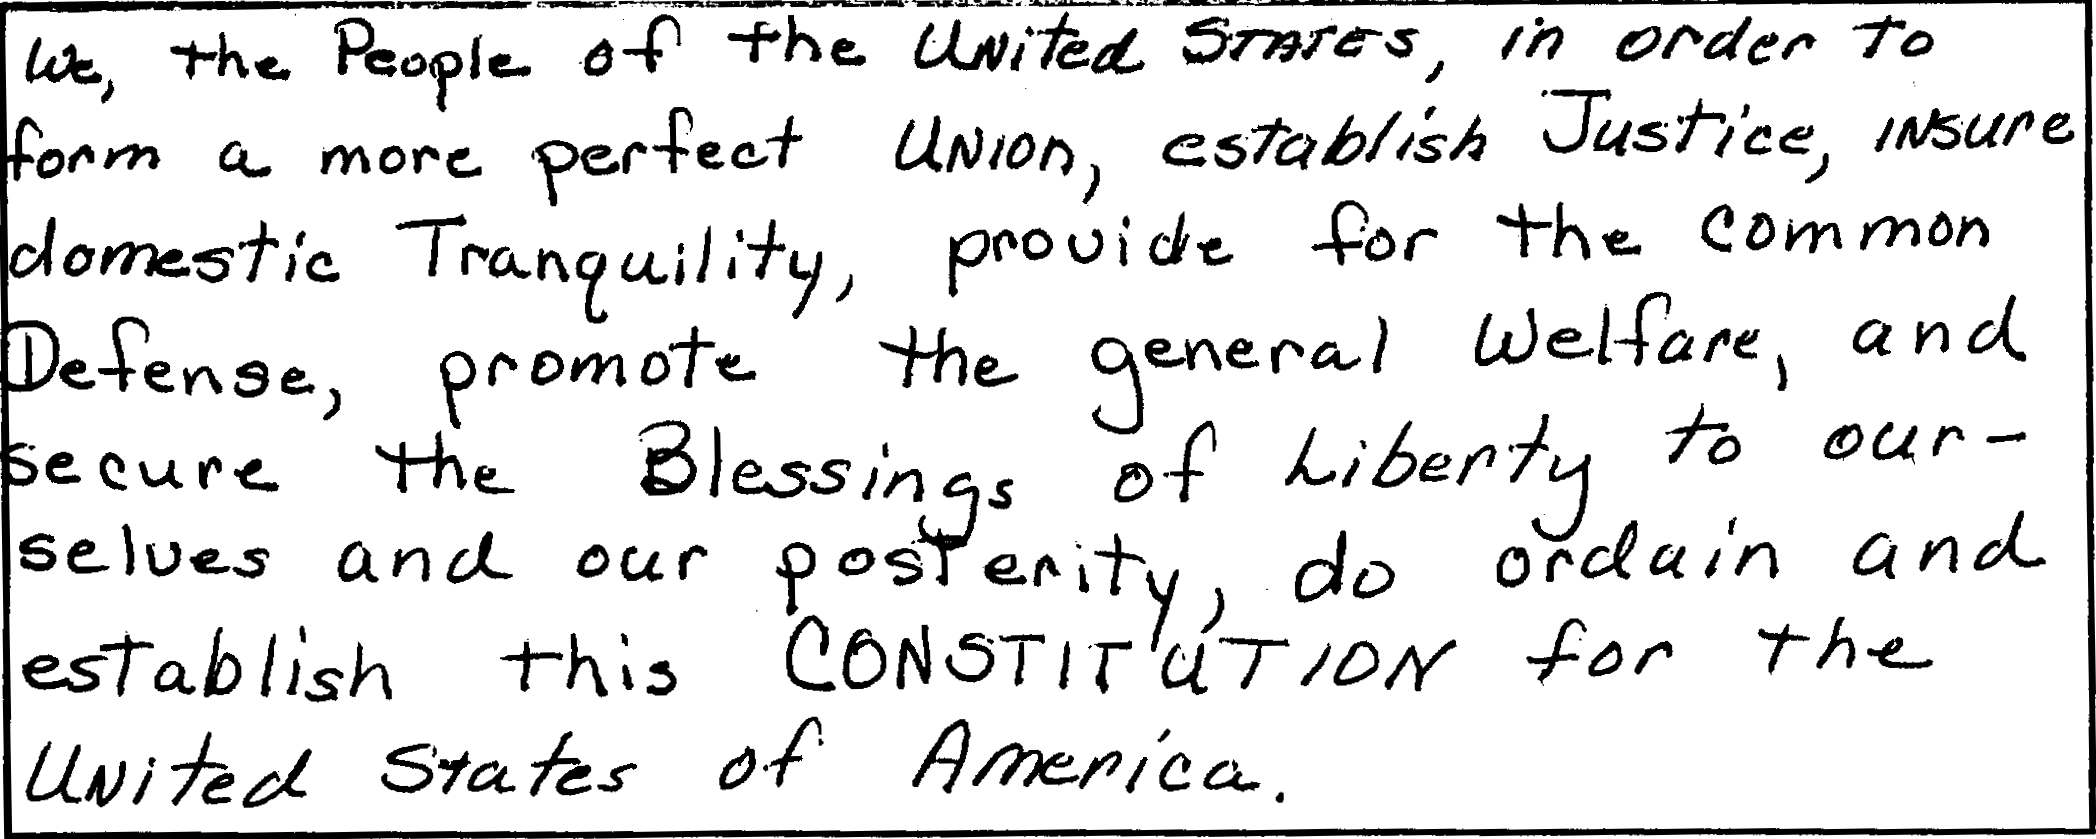 We, the People of the United States, in order to
form a more perfect Union, establish Justice, insure
domestic Tranquility, provide for the common
Defense, promote the general Welfare, and
secure the Blessings of Liberty to our-
selves and our posterity, do ordain and
establish this CONSTITUTION for the
United States of America.